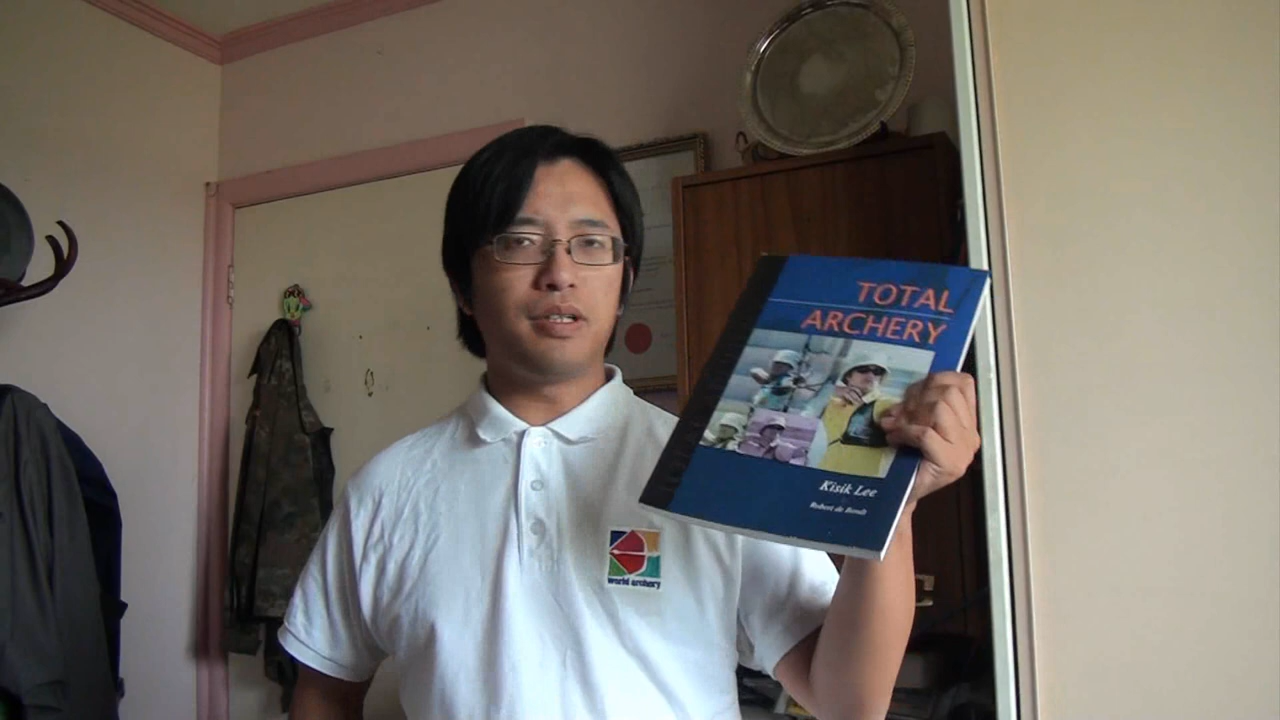 TOTAL
ARCHERY
Kisik Lee
Robert de Bondt
world archery